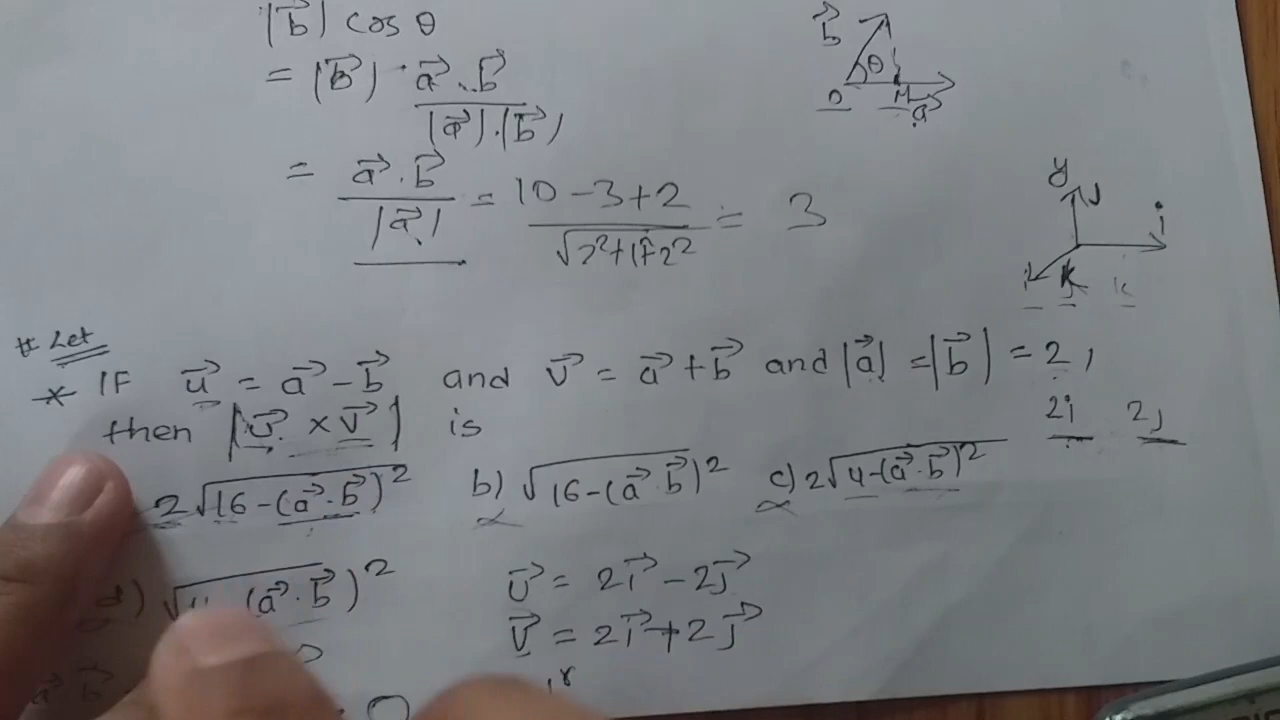 |b⃗| cos θ
= |b⃗| · a⃗ . b⃗ / |a⃗|.|b⃗|
= a⃗ . b⃗ / |a⃗| = 10 -3+2 / √2²+1²+2² = 3
b⃗ θ
O M a⃗
y j i
k k
# Let
* IF u⃗ = a⃗ - b⃗ and v⃗ = a⃗ + b⃗ and |a⃗| = |b⃗| = 2,
then |u⃗ × v⃗| is
2i 2j
2√16-(a⃗.b⃗)² b) √16-(a⃗ b⃗)² c) 2√4-(a⃗.b⃗)²
d) √ (a⃗.b⃗)²
u⃗ = 2i⃗ - 2j⃗
v⃗ = 2i⃗ + 2j⃗
a⃗ b⃗
0